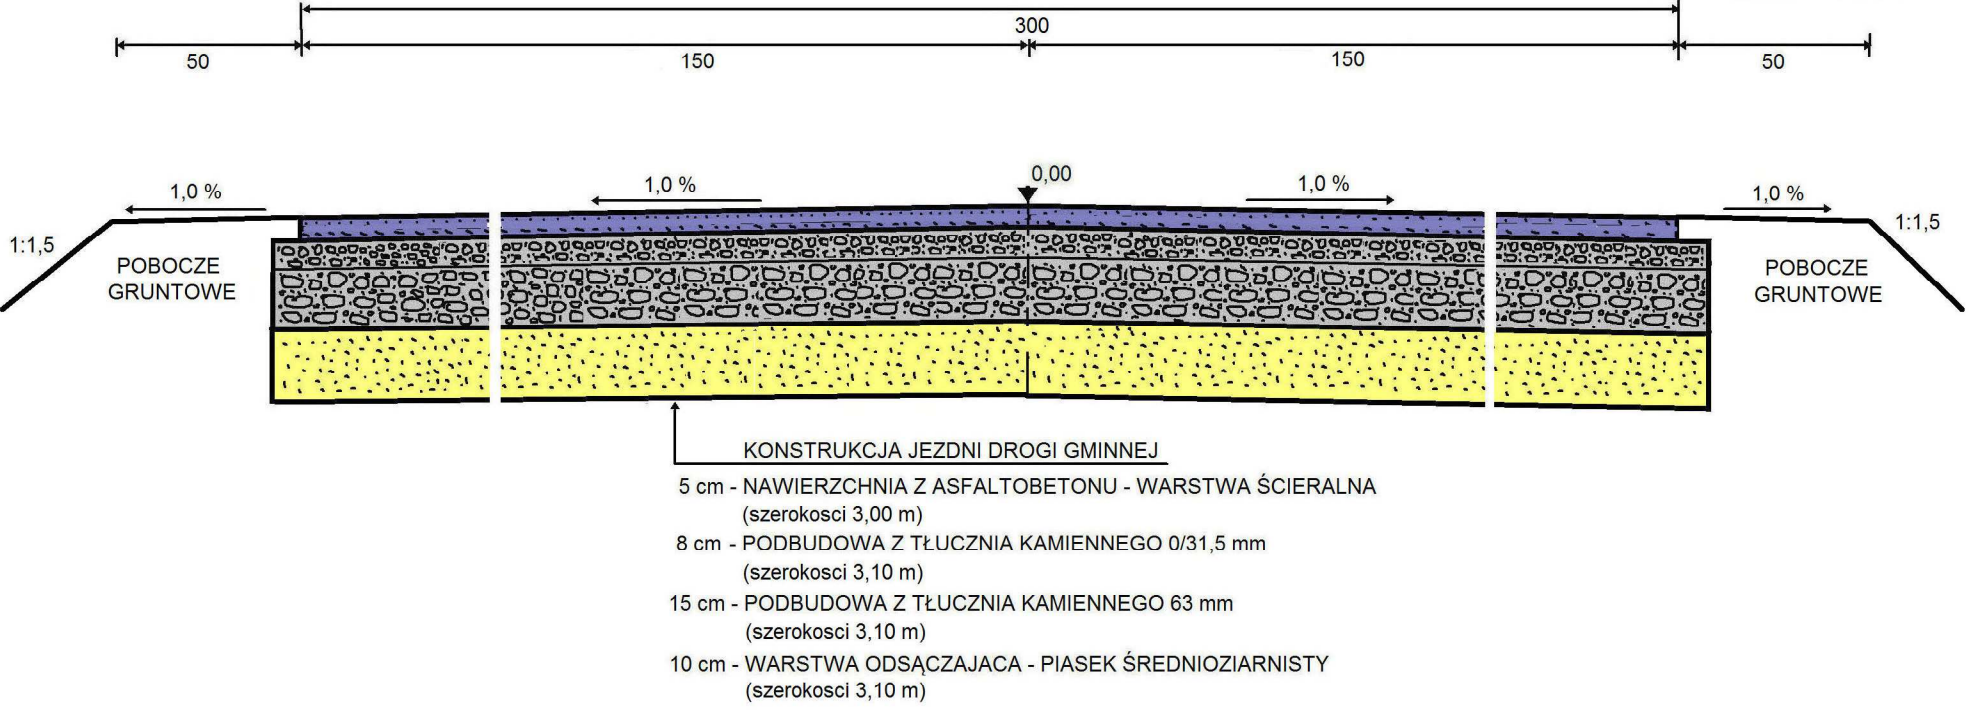 300
50
150
150
50
0,00
1,0 %
1,0 %
1,0 %
1,0 %
1:1,5
1:1,5
POBOCZE
GRUNTOWE
POBOCZE
GRUNTOWE
KONSTRUKCJA JEZDNI DROGI GMINNEJ
5 cm - NAWIERZCHNIA Z ASFALTOBETONU - WARSTWA ŚCIERALNA
(szerokosci 3,00 m)
8 cm - PODBUDOWA Z TŁUCZNIA KAMIENNEGO 0/31,5 mm
(szerokosci 3,10 m)
15 cm - PODBUDOWA Z TŁUCZNIA KAMIENNEGO 63 mm
(szerokosci 3,10 m)
10 cm - WARSTWA ODSĄCZAJACA - PIASEK ŚREDNIOZIARNISTY
(szerokosci 3,10 m)